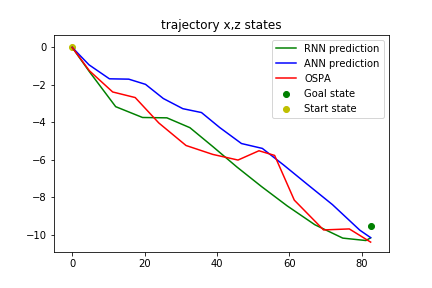 trajectory x,z states
RNN prediction
ANN prediction
OSPA
Goal state
Start state
0
−2
−4
−6
−8
−10
0 20 40 60 80